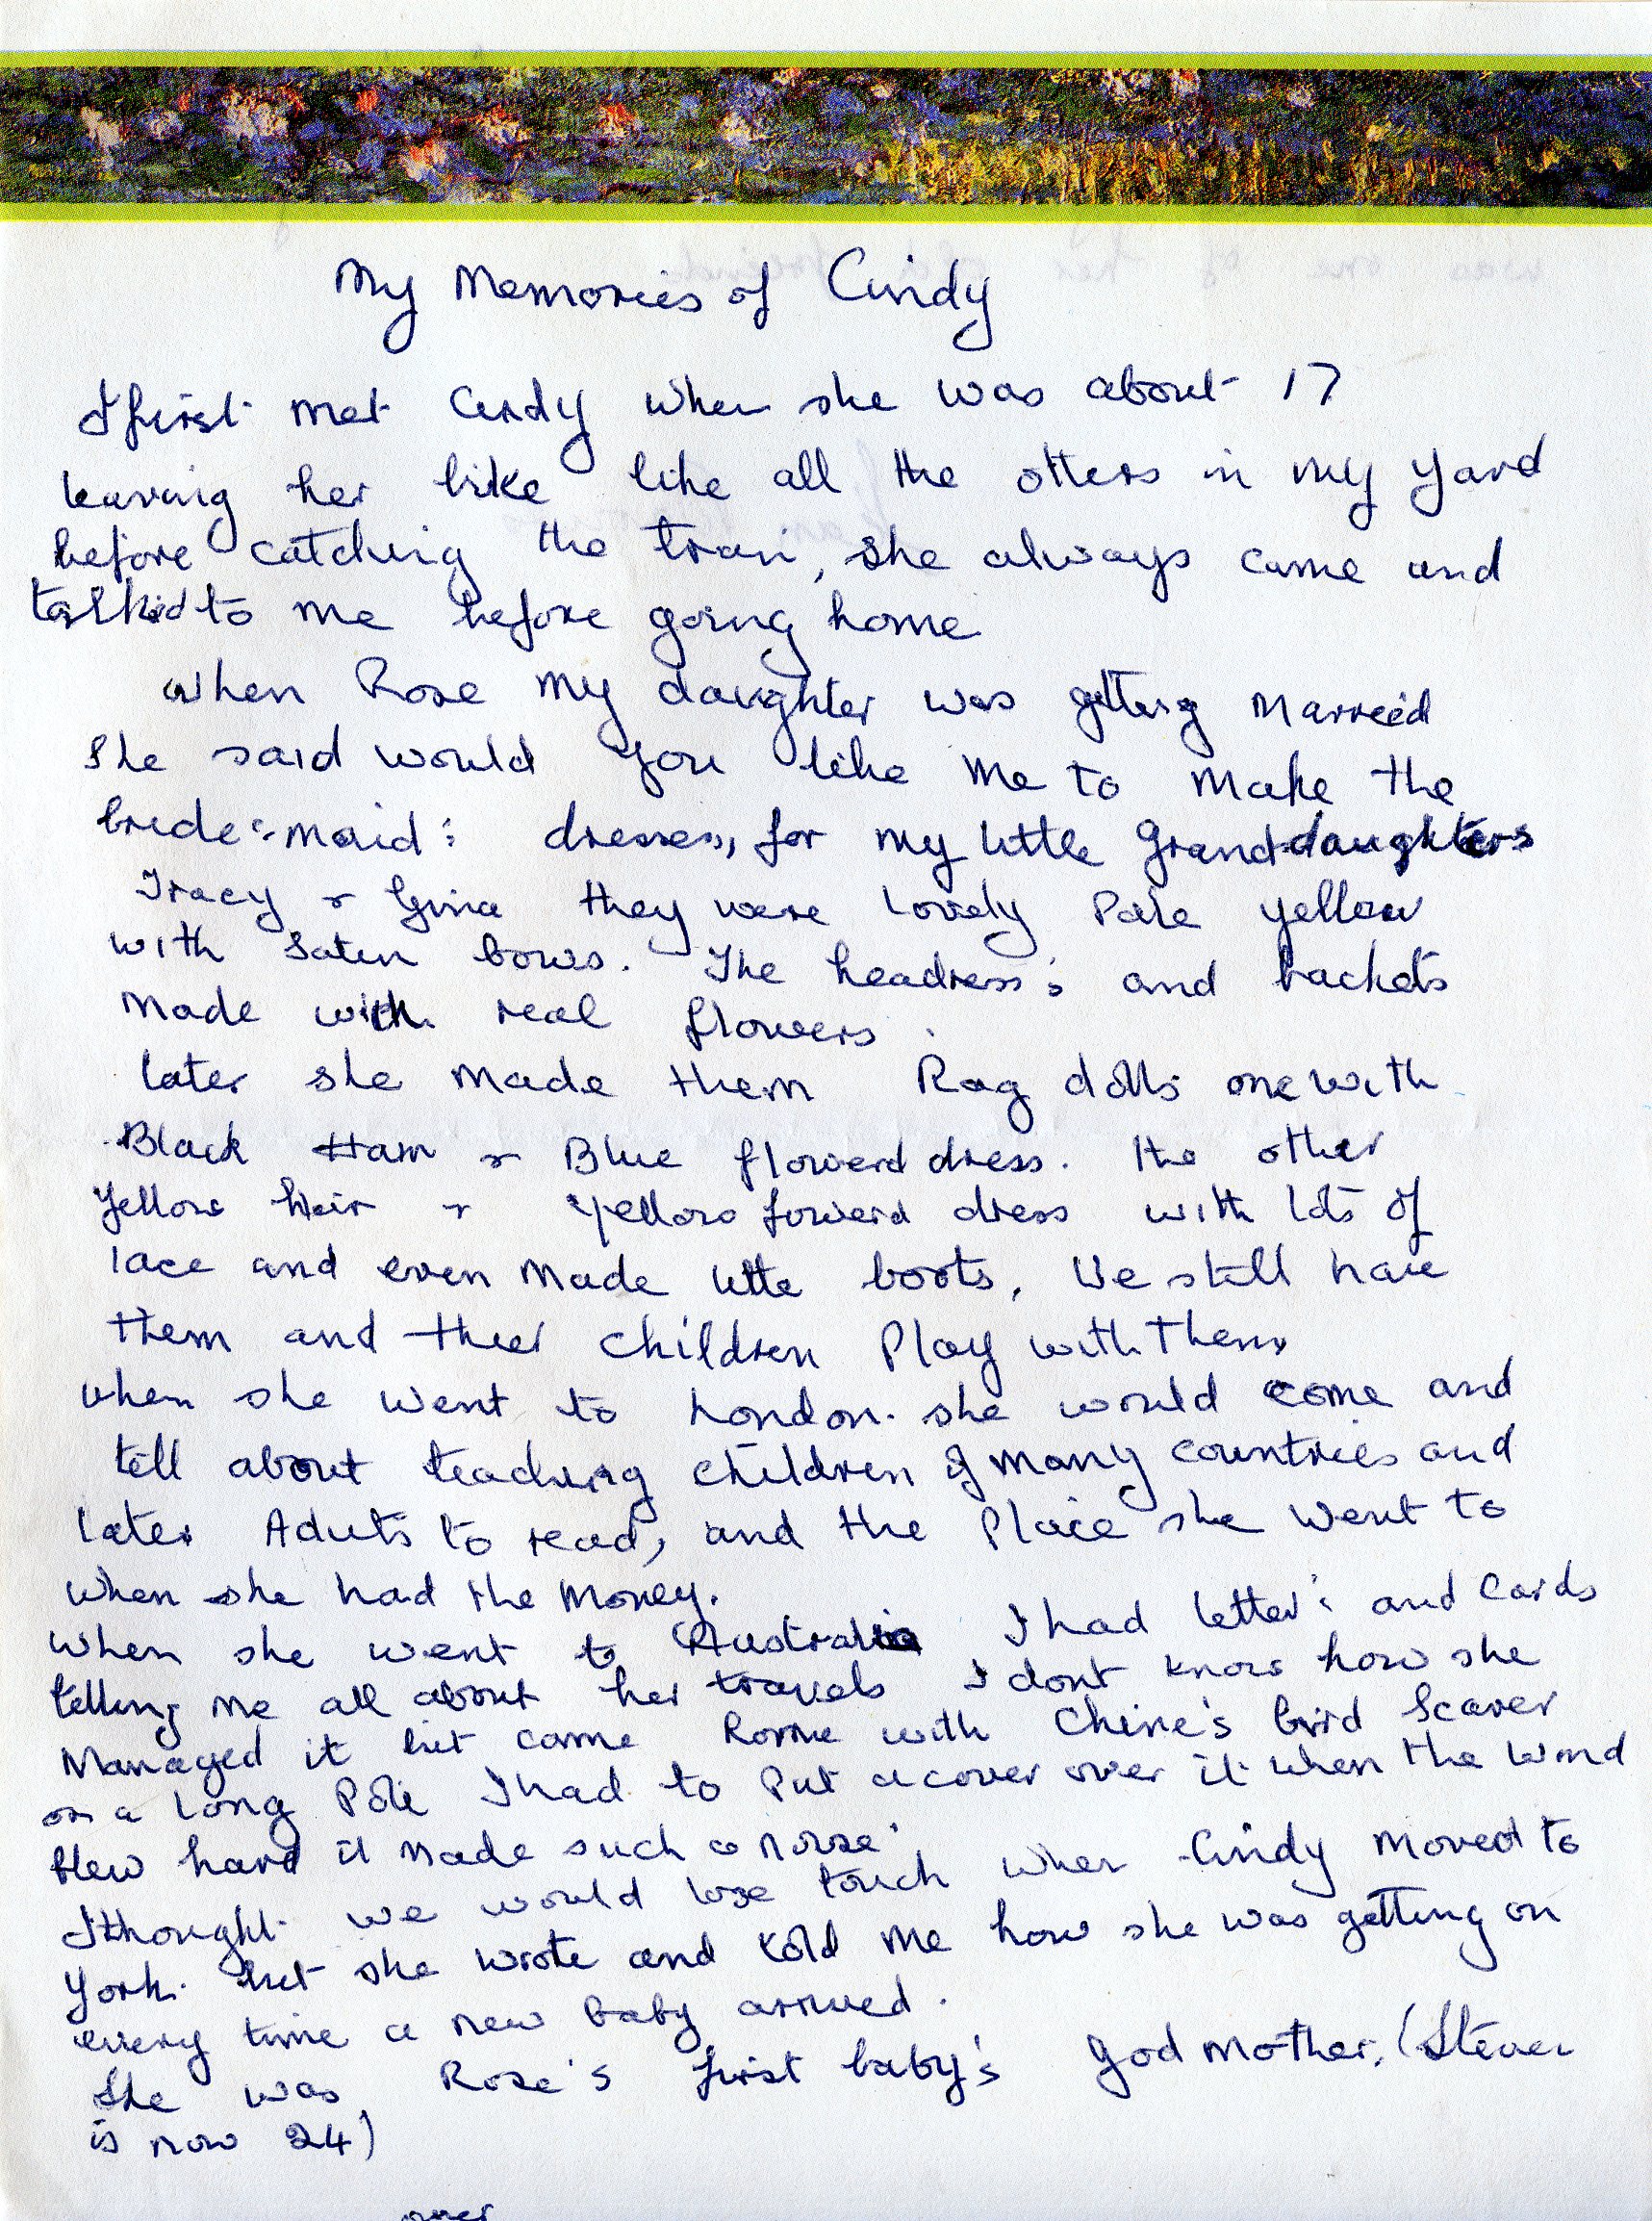 My Memories of Cindy
I first met Cindy when she was about 17
leaving her bike like all the others in my yard
before catching the train, she always came and
talked to me before going home
when Rose my daughter was getting Married
She said would you like me to make the
bride's maid's dresses, for my little Granddaughters
Tracy & Gina they were lovely Pale yellow
with Saten bows. The headress's and backets
made with real flowers.
later she made them Rag dolls one with
Black Hair & Blue flowerd dress. the other
Yellow hair & yellow fowerd dress with lots of
lace and even made litte boots, We still have
them and their children Play with them
when she went to London. she would come and
tell about teaching children of many countries and
later Adults to read, and the Place she went to
when she had the money.
When she went to Australia I had letter's and Cards
telling me all about her travels I dont know how she
Managed it but came home with Chine's bird Scarer
on a long Pole I had to Put a cover over it when the wind
blew hard it made such a noise.
I thought we would lose touch when Cindy moved to
York. but she wrote and told me how she was getting on
every time a new baby arrived.
She was Rose's first baby's god mother, (Steven
is now 24)
over